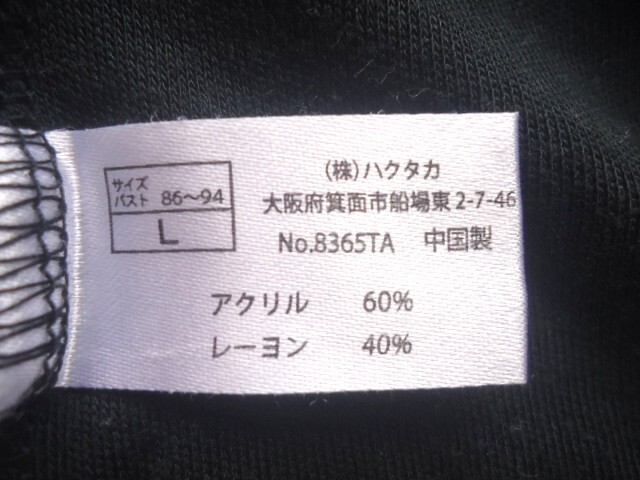 サイズ
バスト 86～94
L
(株)ハクタカ
大阪府箕面市船場東2-7-46
No.8365TA 中国製
アクリル 60%
レーヨン 40%